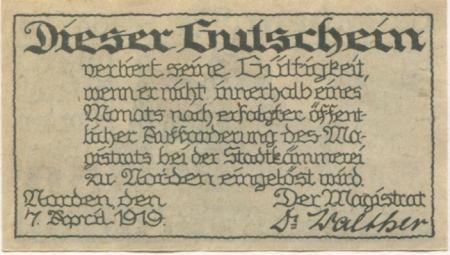 Dieser Gutschein
verliert seine Gültigkeit,
wenn er nicht innerhalb eines
Monats nach erfolgter öffent-
licher Aufforderung des Ma-
gistrats bei der Stadtkämmerei
zu Norden eingelöst wird.
Norden, den Der Magistrat
7. April 1919. Dr. Walther